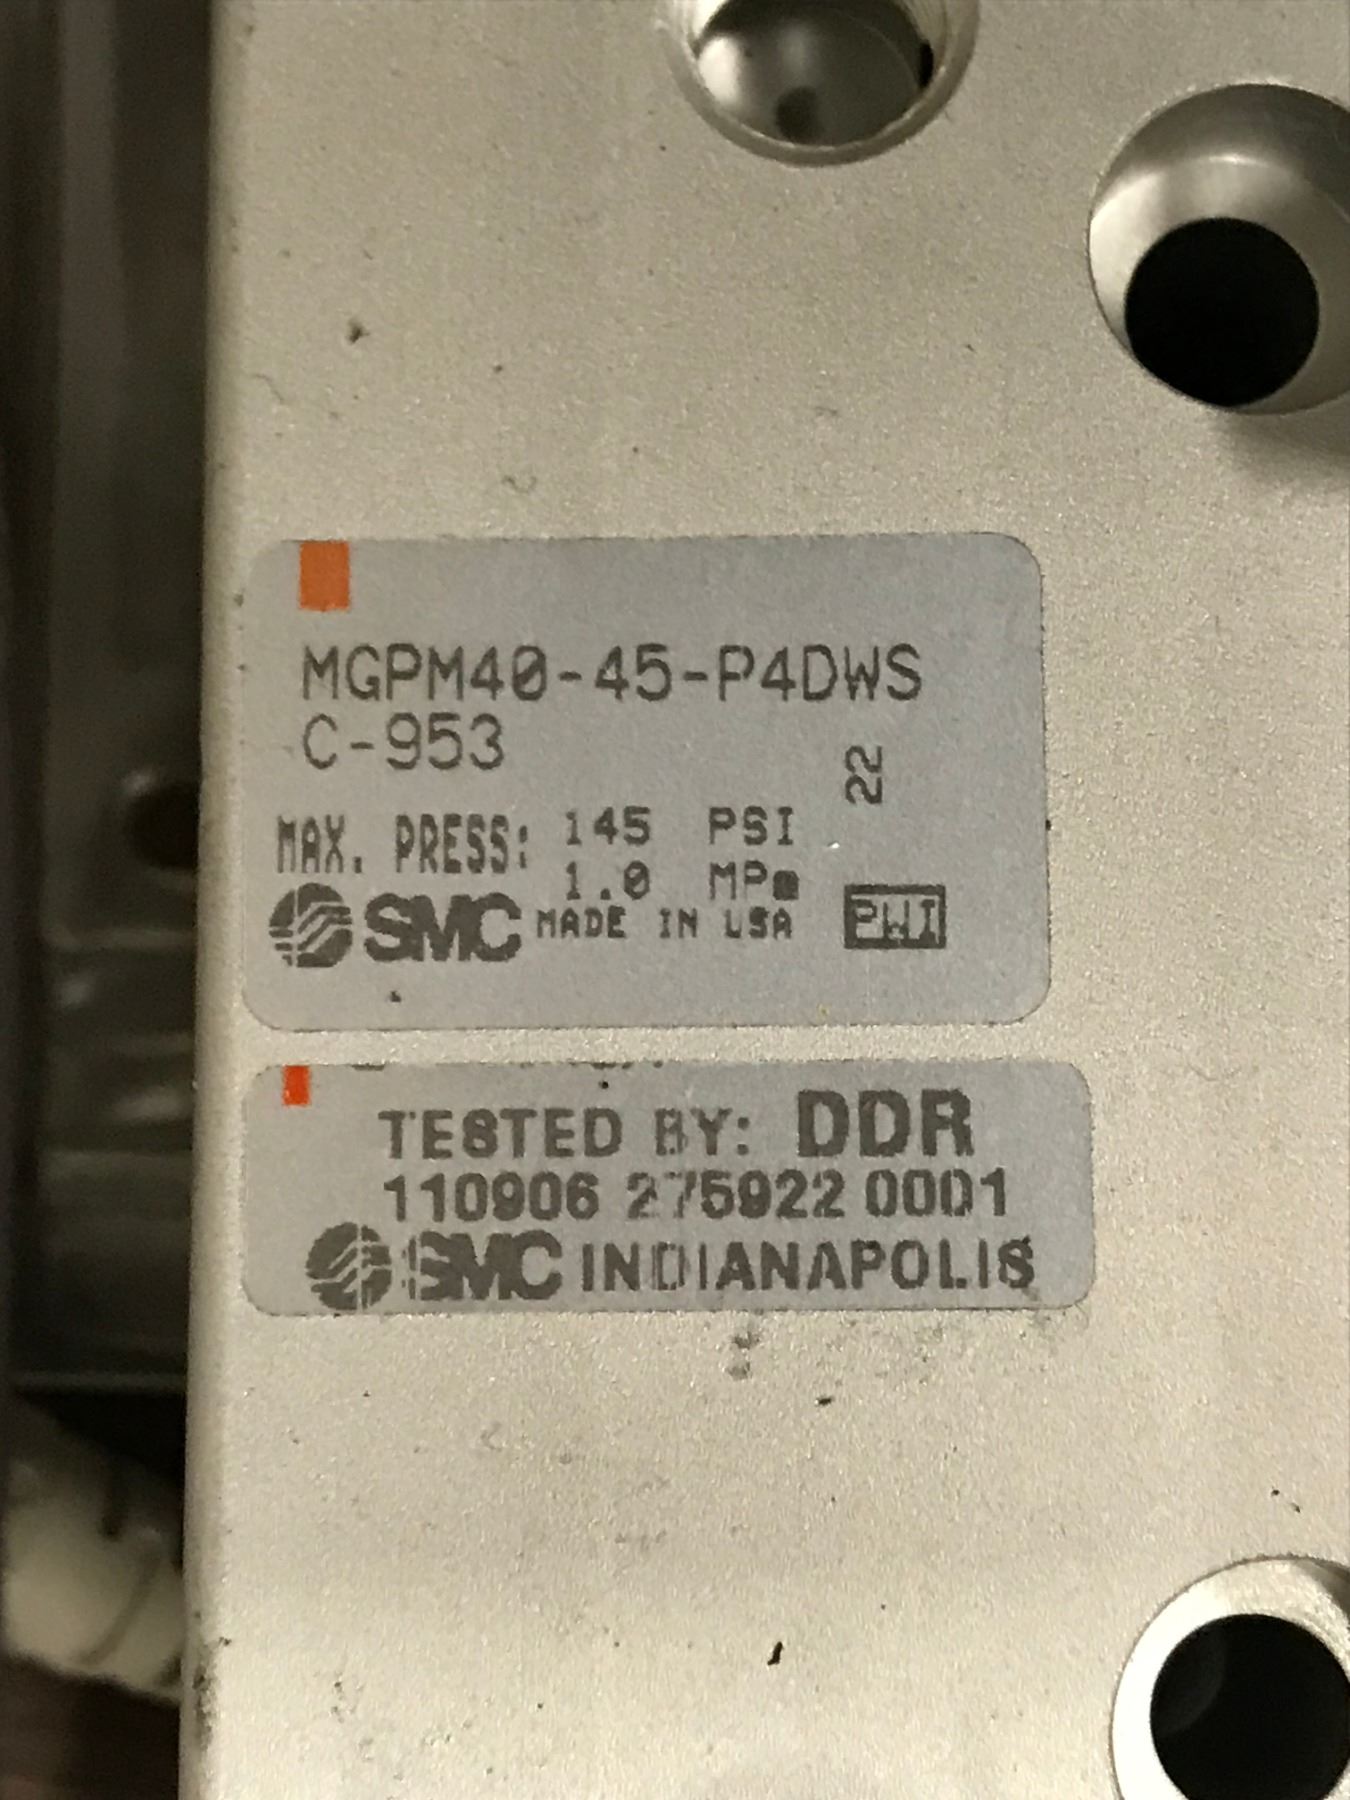 MGPM40-45-P4DWS
C-953
22
MAX. PRESS: 145 PSI
1.0 MPa
SMC MADE IN USA PWI
TESTED BY: DDR
110906 275922 0001
SMC INDIANAPOLIS